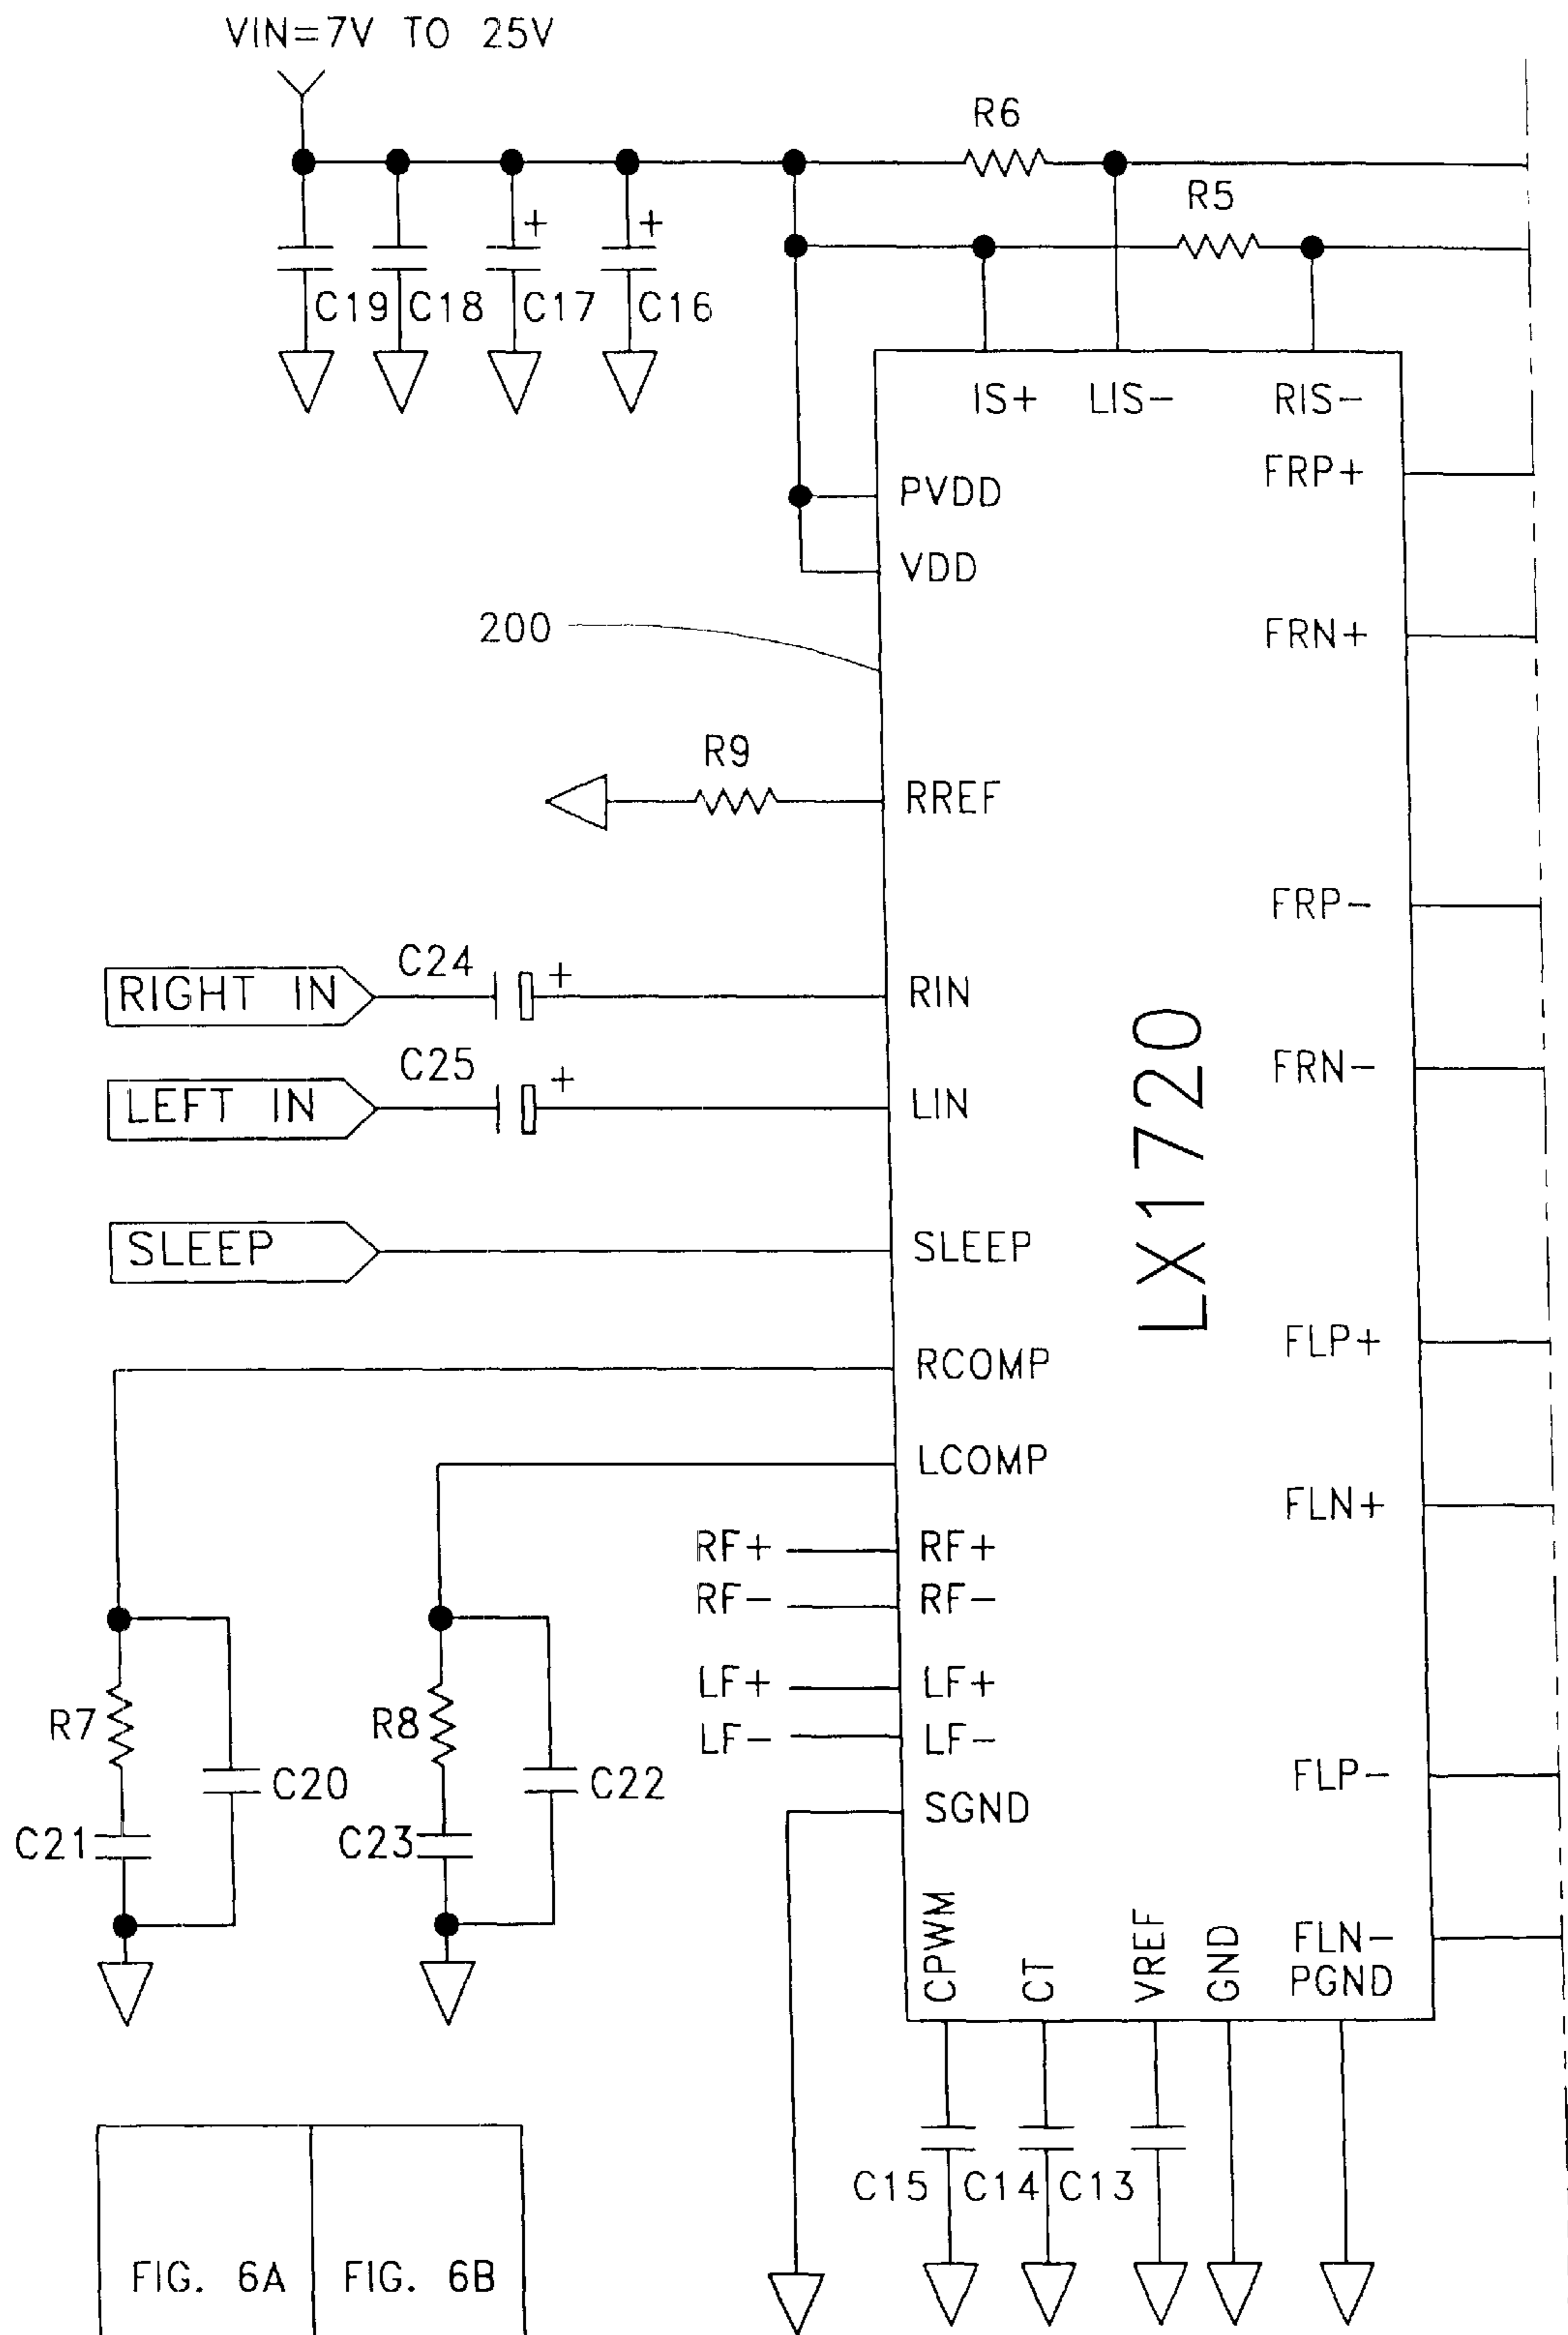 VIN=7V TO 25V
R6
R5
C19 C18 C17 C16
+ +
IS+ LIS- RIS-
FRP+
PVDD
VDD
200
FRN+
R9
RREF
FRP-
C24
RIGHT IN + RIN
C25
LEFT IN + LIN
FRN-
LX1720
SLEEP SLEEP
FLP+
RCOMP
LCOMP
FLN+
RF+ RF+
RF- RF-
LF+ LF+
LF- LF-
R7 R8
C20 C22
FLP-
SGND
C21 C23
CPWM CT VREF GND FLN-
PGND
C15 C14 C13
FIG. 6A FIG. 6B